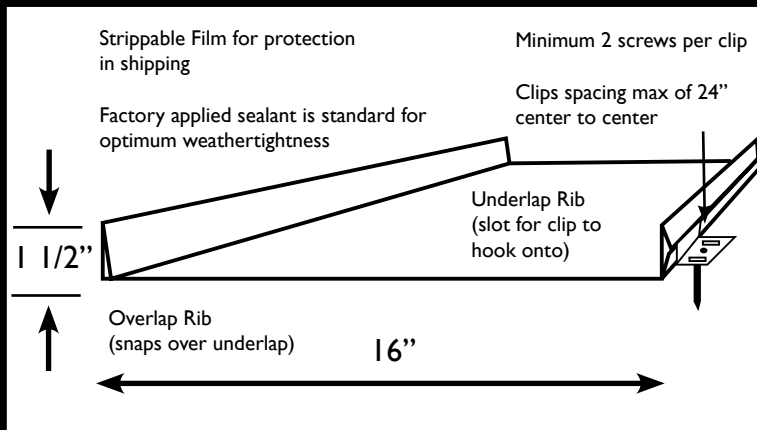 Strippable Film for protection
in shipping
Minimum 2 screws per clip
Factory applied sealant is standard for
optimum weathertightness
Clips spacing max of 24”
center to center
Underlap Rib
(slot for clip to
hook onto)
1 1/2”
Overlap Rib
(snaps over underlap)
16”